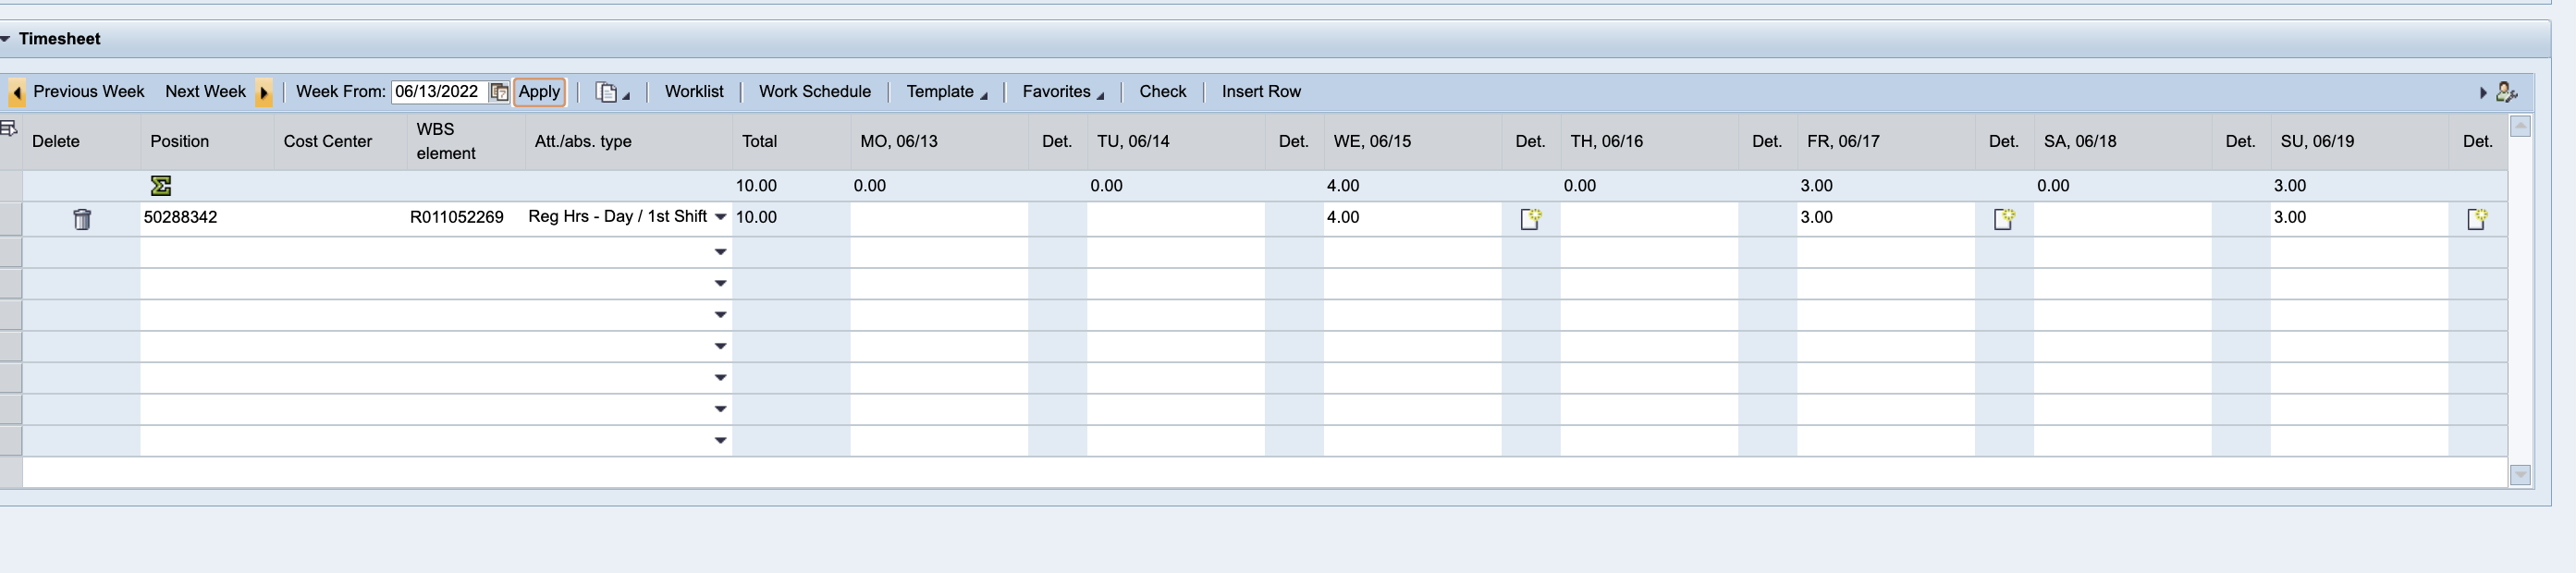 Timesheet
Previous Week Next Week Week From: 06/13/2022 Apply Worklist Work Schedule Template Favorites Check Insert Row
Delete Position Cost Center WBS element Att./abs. type Total MO, 06/13 Det. TU, 06/14 Det. WE, 06/15 Det. TH, 06/16 Det. FR, 06/17 Det. SA, 06/18 Det. SU, 06/19 Det.
Σ 10.00 0.00 0.00 4.00 0.00 3.00 0.00 3.00
50288342 R011052269 Reg Hrs - Day / 1st Shift 10.00 4.00 3.00 3.00